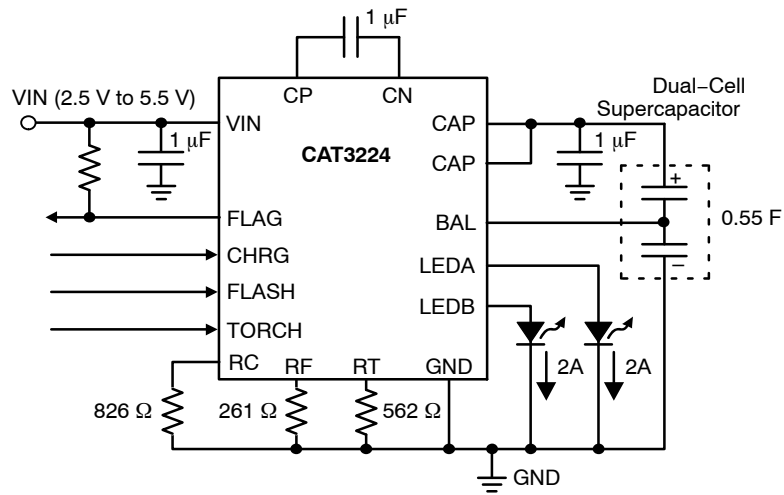 1 μF
VIN (2.5 V to 5.5 V)
CP
CN
Dual−Cell
Supercapacitor
VIN
1 μF
CAT3224
CAP
CAP
1 μF
+
0.55 F
−
FLAG
BAL
CHRG
LEDA
FLASH
LEDB
TORCH
2A
2A
RC
RF
RT
GND
826 Ω
261 Ω
562 Ω
GND